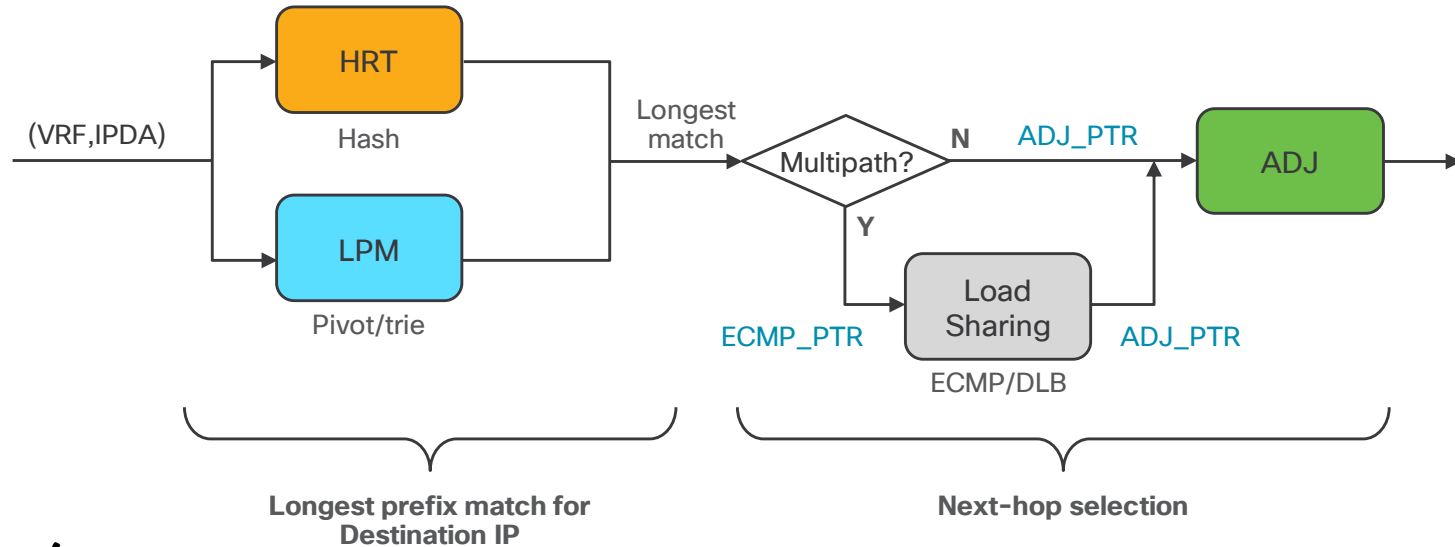 (VRF,IPDA)
HRT
Hash
LPM
Pivot/trie
Longest
match
Multipath?
N
Y
ADJ_PTR
ECMP_PTR
Load
Sharing
ECMP/DLB
ADJ_PTR
ADJ
Longest prefix match for
Destination IP
Next-hop selection